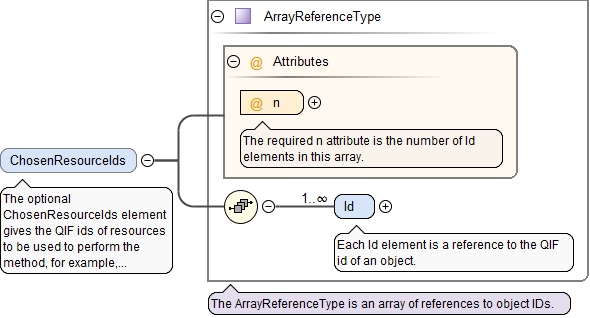 ArrayReferenceType
@ Attributes
@ n
The required n attribute is the number of Id
elements in this array.
ChosenResourceIds
The optional
ChosenResourceIds element
gives the QIF ids of resources
to be used to perform the
method, for example,...
1..∞
Id
Each Id element is a reference to the QIF
id of an object.
The ArrayReferenceType is an array of references to object IDs.